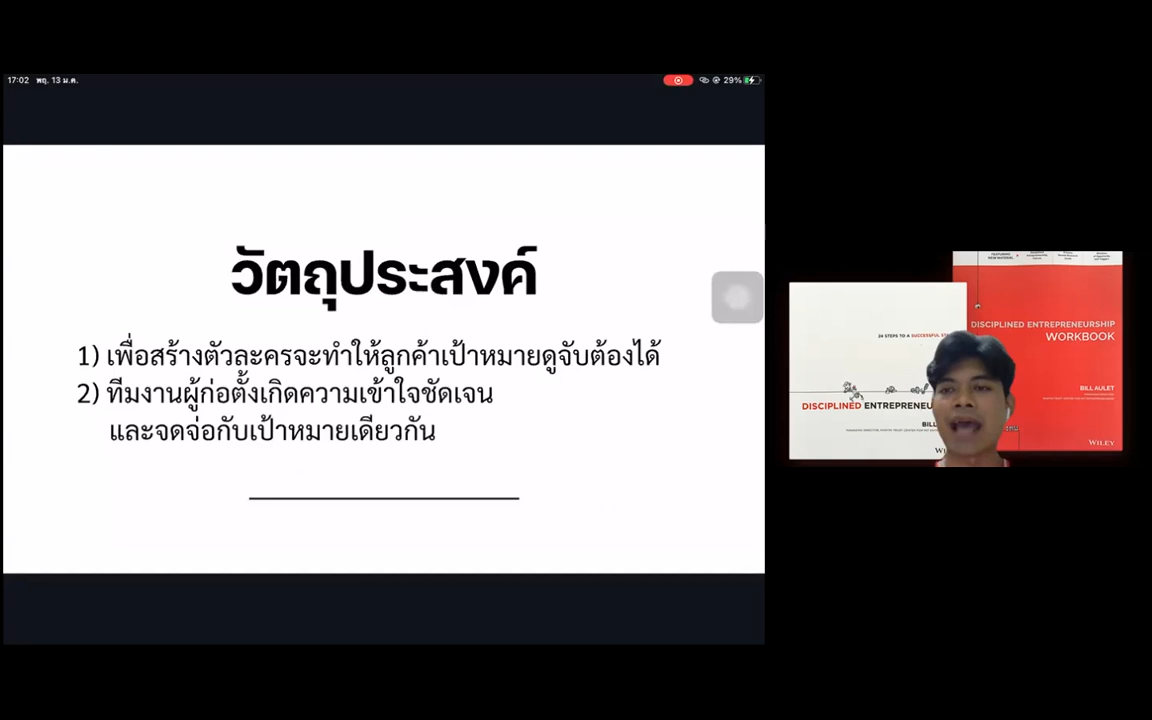 17:02 พฤ. 13 ม.ค.
29%
วัตถุประสงค์
1) เพื่อสร้างตัวละครจะทำให้ลูกค้าเป้าหมายดูจับต้องได้
2) ทีมงานผู้ก่อตั้งเกิดความเข้าใจชัดเจน
และจดจ่อกับเป้าหมายเดียวกัน
24 STEPS TO A SUCCESSFUL
DISCIPLINED ENTREPRENEU
BILL
DISCIPLINED ENTREPRENEURSHIP
WORKBOOK
BILL AULET
WILEY